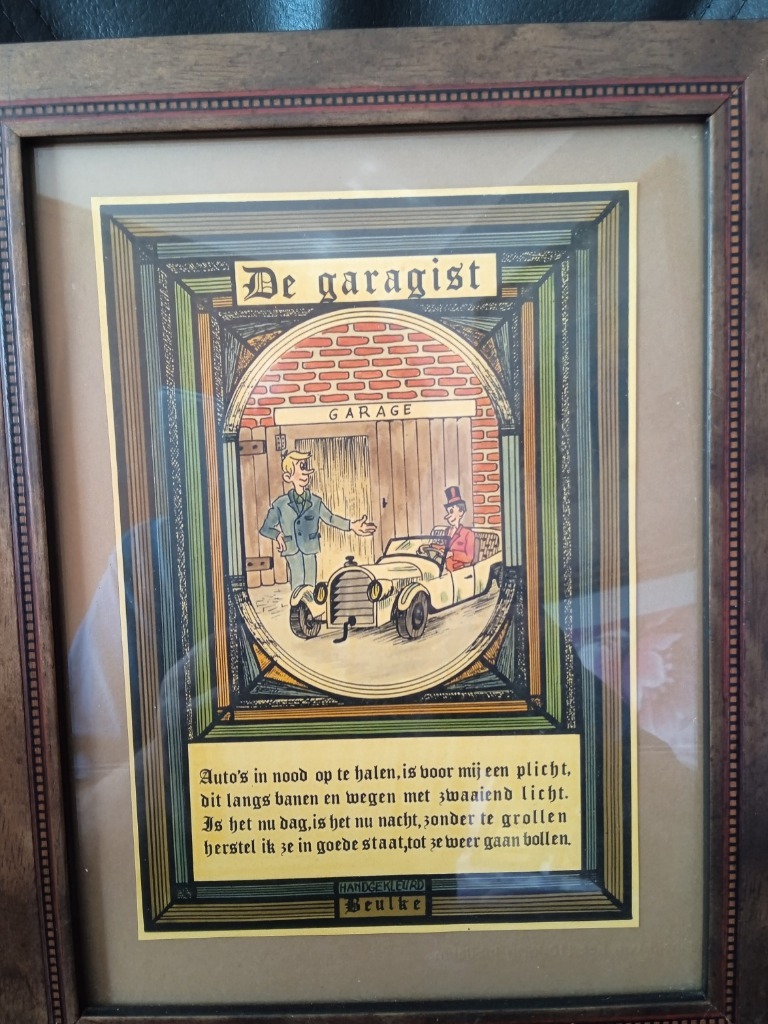 De garagist
GARAGE
Auto's in nood op te halen, is voor mij een plicht,
dit langs banen en wegen met zwaaiend licht.
Is het nu dag, is het nu nacht, zonder te grollen
herstel ik ze in goede staat, tot ze weer gaan bollen.
HANDGEKLEURD
Beulke